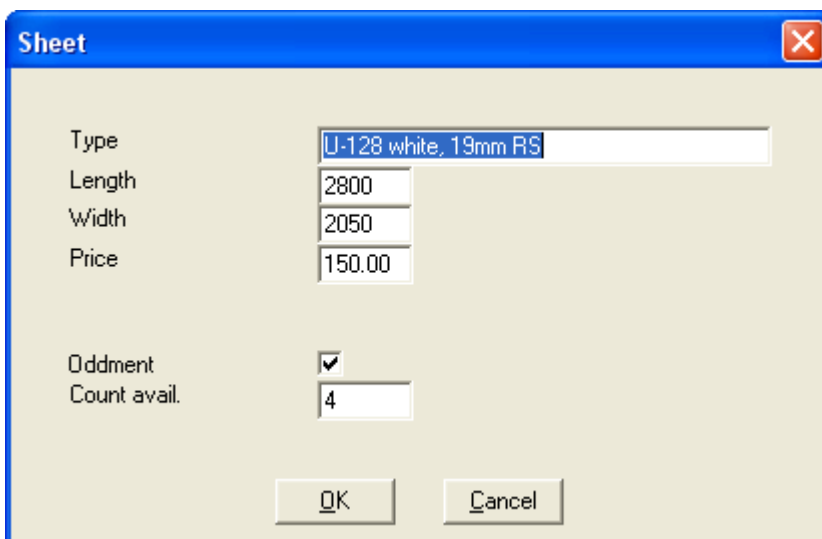 Sheet
Type U-128 white, 19mm RS
Length 2800
Width 2050
Price 150.00
Oddment
Count avail. 4
OK Cancel